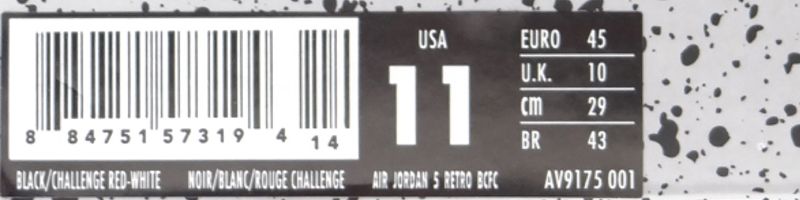 8 84751 57319 4 14
BLACK/CHALLENGE RED-WHITE NOIR/BLANC/ROUGE CHALLENGE
USA
11
EURO 45
U.K. 10
cm 29
BR 43
AIR JORDAN 5 RETRO BCFC AV9175 001